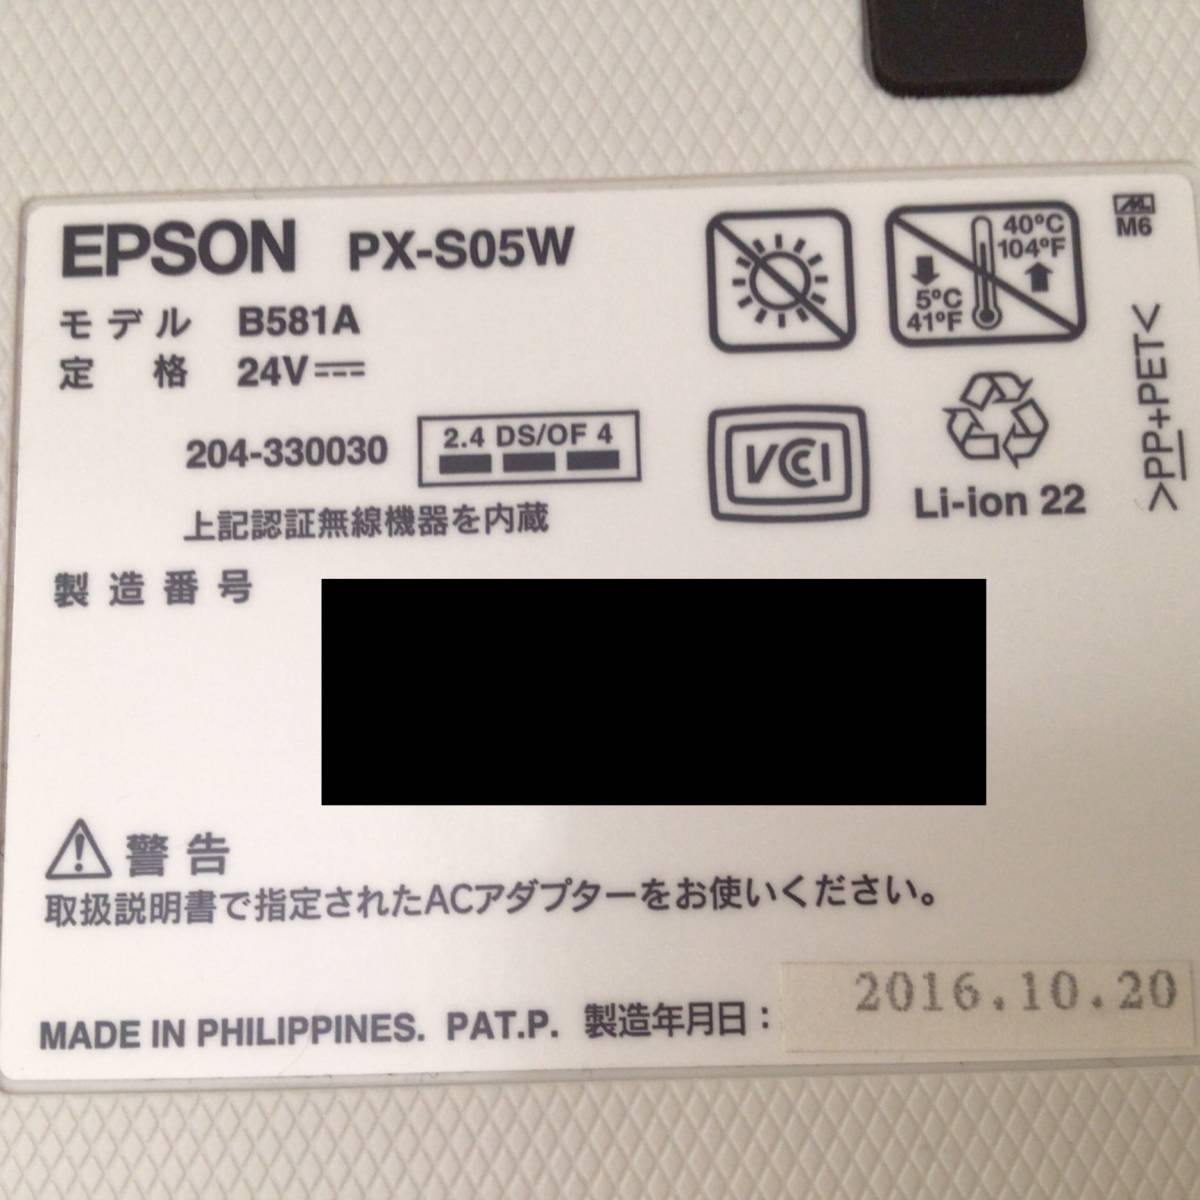 EPSON PX-S05W
モデル B581A
定格 24V
204-330030
2.4 DS/OF 4
上記認証無線機器を内蔵
製造番号
40°C
104°F
5°C
41°F
M6
VCCI
Li-ion 22
>PP+PET<
警告
取扱説明書で指定されたACアダプターをお使いください。
MADE IN PHILIPPINES. PAT.P. 製造年月日：
2016.10.20